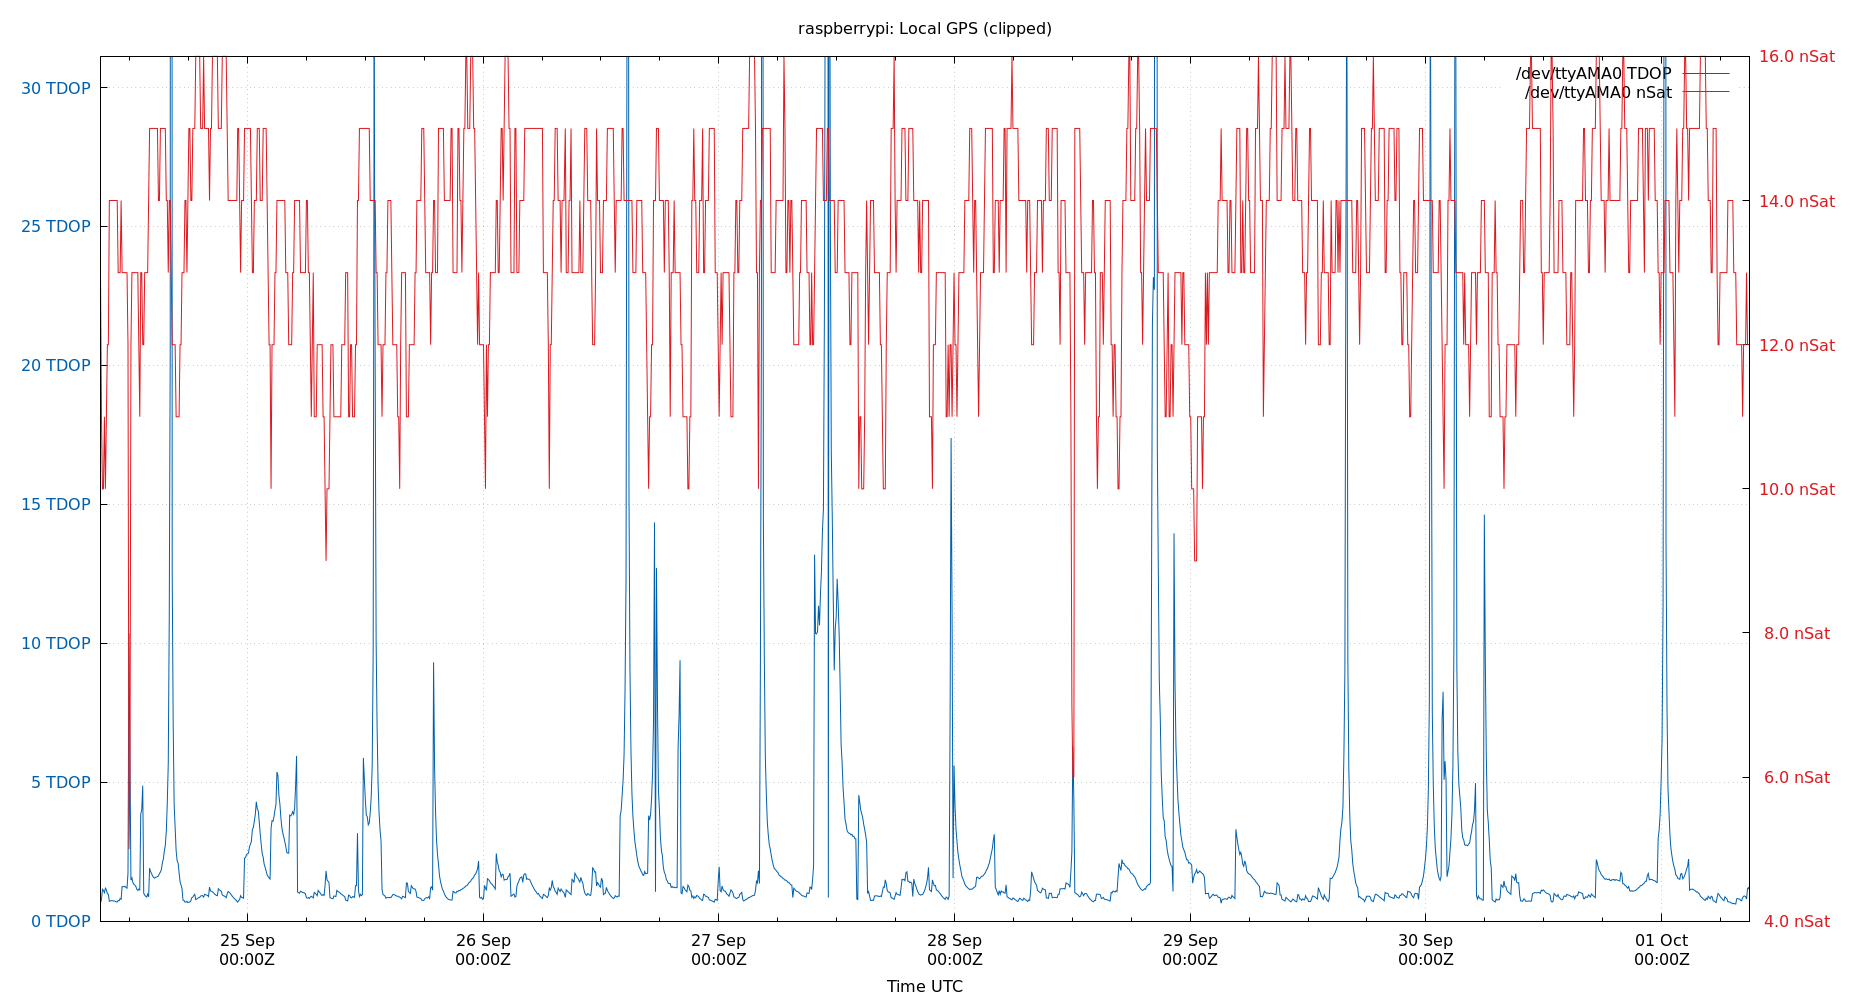 raspberrypi: Local GPS (clipped)
/dev/ttyAMA0 TDOP
/dev/ttyAMA0 nSat
30 TDOP
25 TDOP
20 TDOP
15 TDOP
10 TDOP
5 TDOP
0 TDOP
16.0 nSat
14.0 nSat
12.0 nSat
10.0 nSat
8.0 nSat
6.0 nSat
4.0 nSat
25 Sep
00:00Z
26 Sep
00:00Z
27 Sep
00:00Z
28 Sep
00:00Z
29 Sep
00:00Z
30 Sep
00:00Z
01 Oct
00:00Z
Time UTC